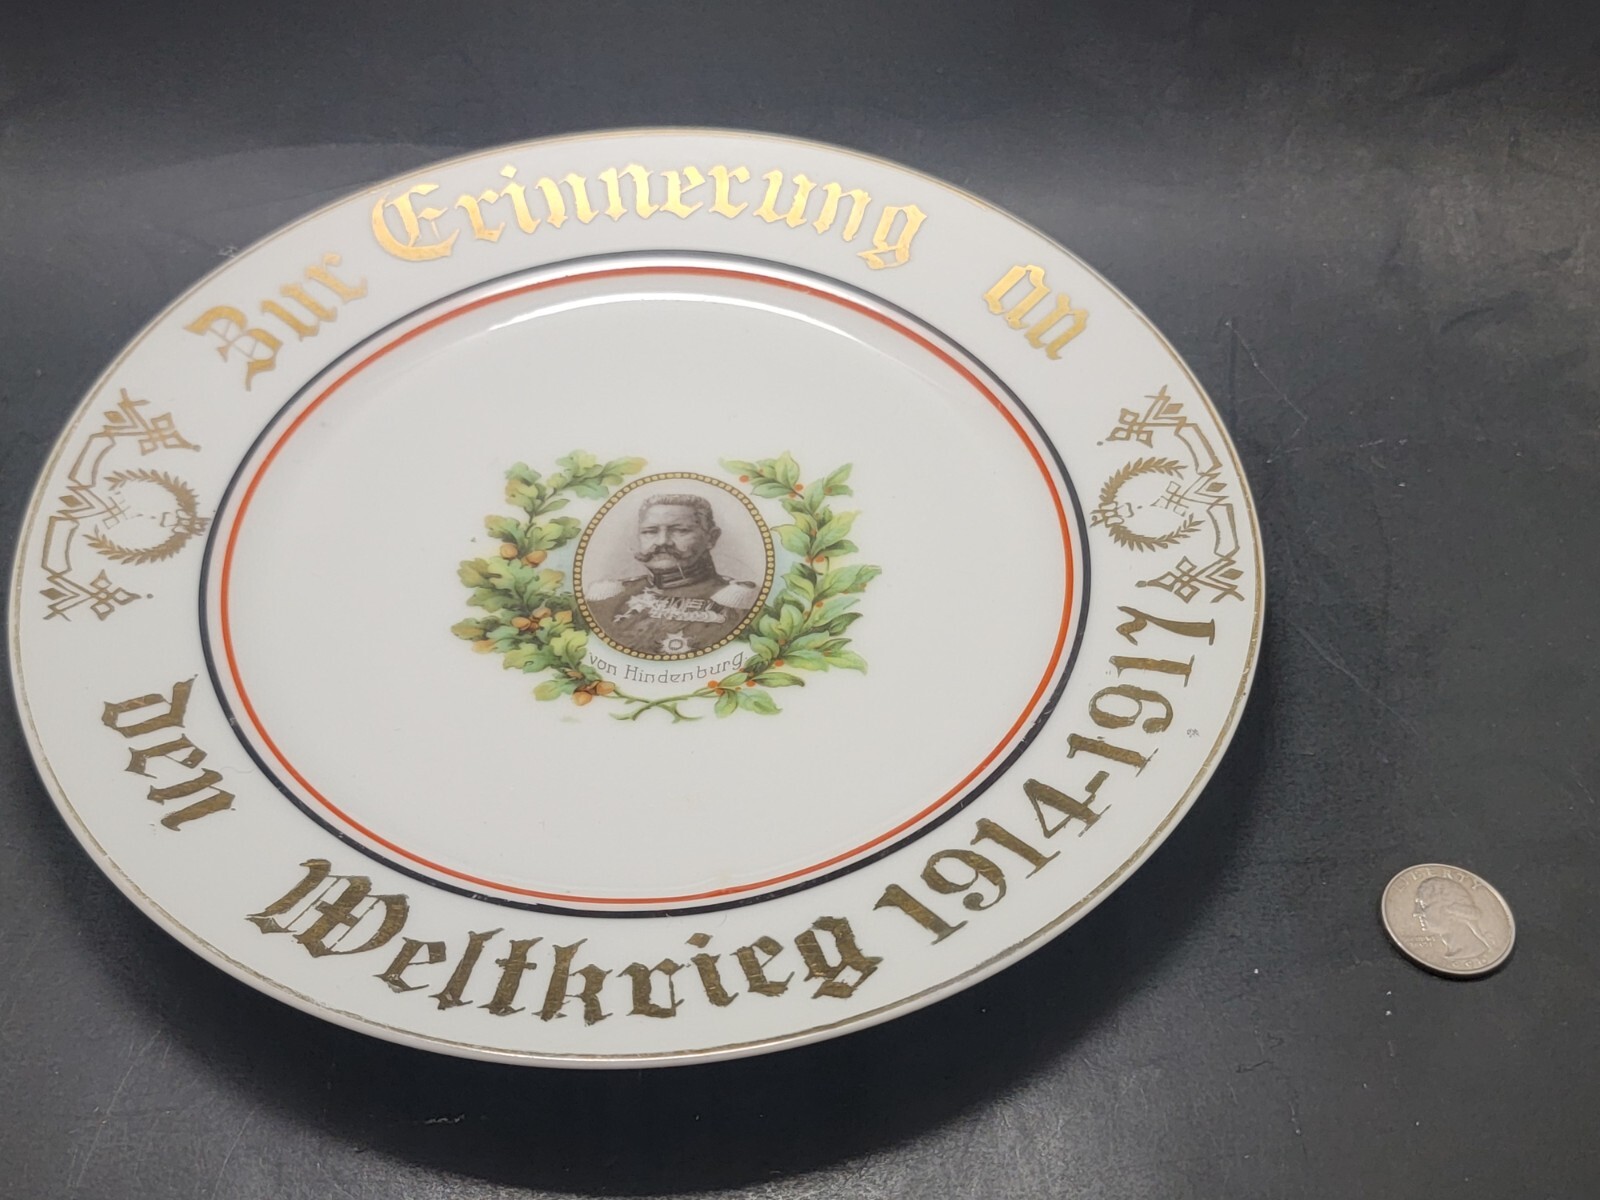 Zur Erinnerung an
den Weltkrieg 1914-1917
von Hindenburg
LIBERTY